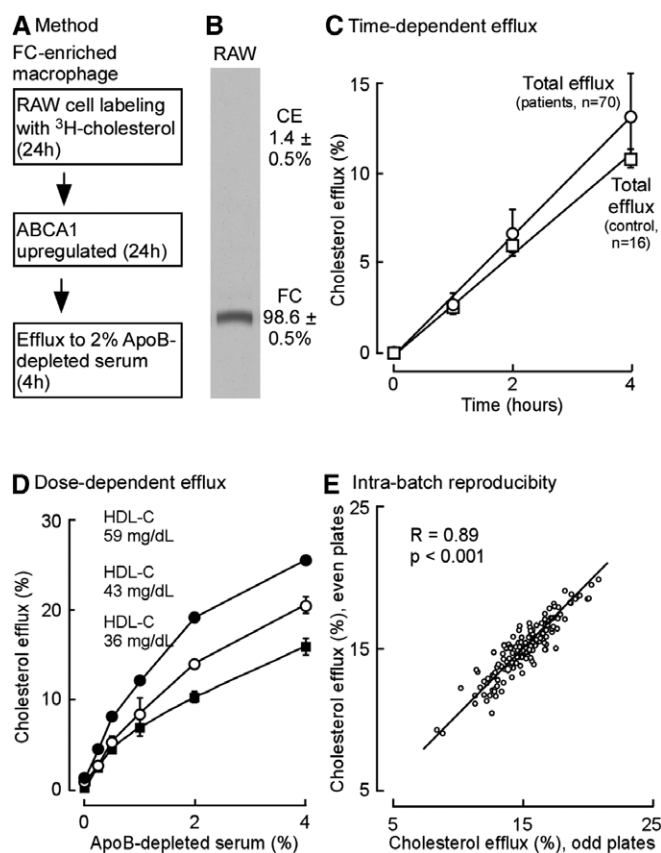 A Method
FC-enriched
macrophage
RAW cell labeling
with ³H-cholesterol
(24h)
ABCA1
upregulated (24h)
Efflux to 2% ApoB-
depleted serum
(4h)
B
RAW
CE
1.4 ±
0.5%
FC
98.6 ±
0.5%
C Time-dependent efflux
Cholesterol efflux (%)
15
10
5
0
Total efflux
(patients, n=70)
Total
efflux
(control,
n=16)
0 2 4
Time (hours)
D Dose-dependent efflux
Cholesterol efflux (%)
30
20
10
0
HDL-C
59 mg/dL
HDL-C
43 mg/dL
HDL-C
36 mg/dL
0 2 4
ApoB-depleted serum (%)
E Intra-batch reproducibity
Cholesterol efflux (%), even plates
25
15
5
R = 0.89
p < 0.001
5 15 25
Cholesterol efflux (%), odd plates